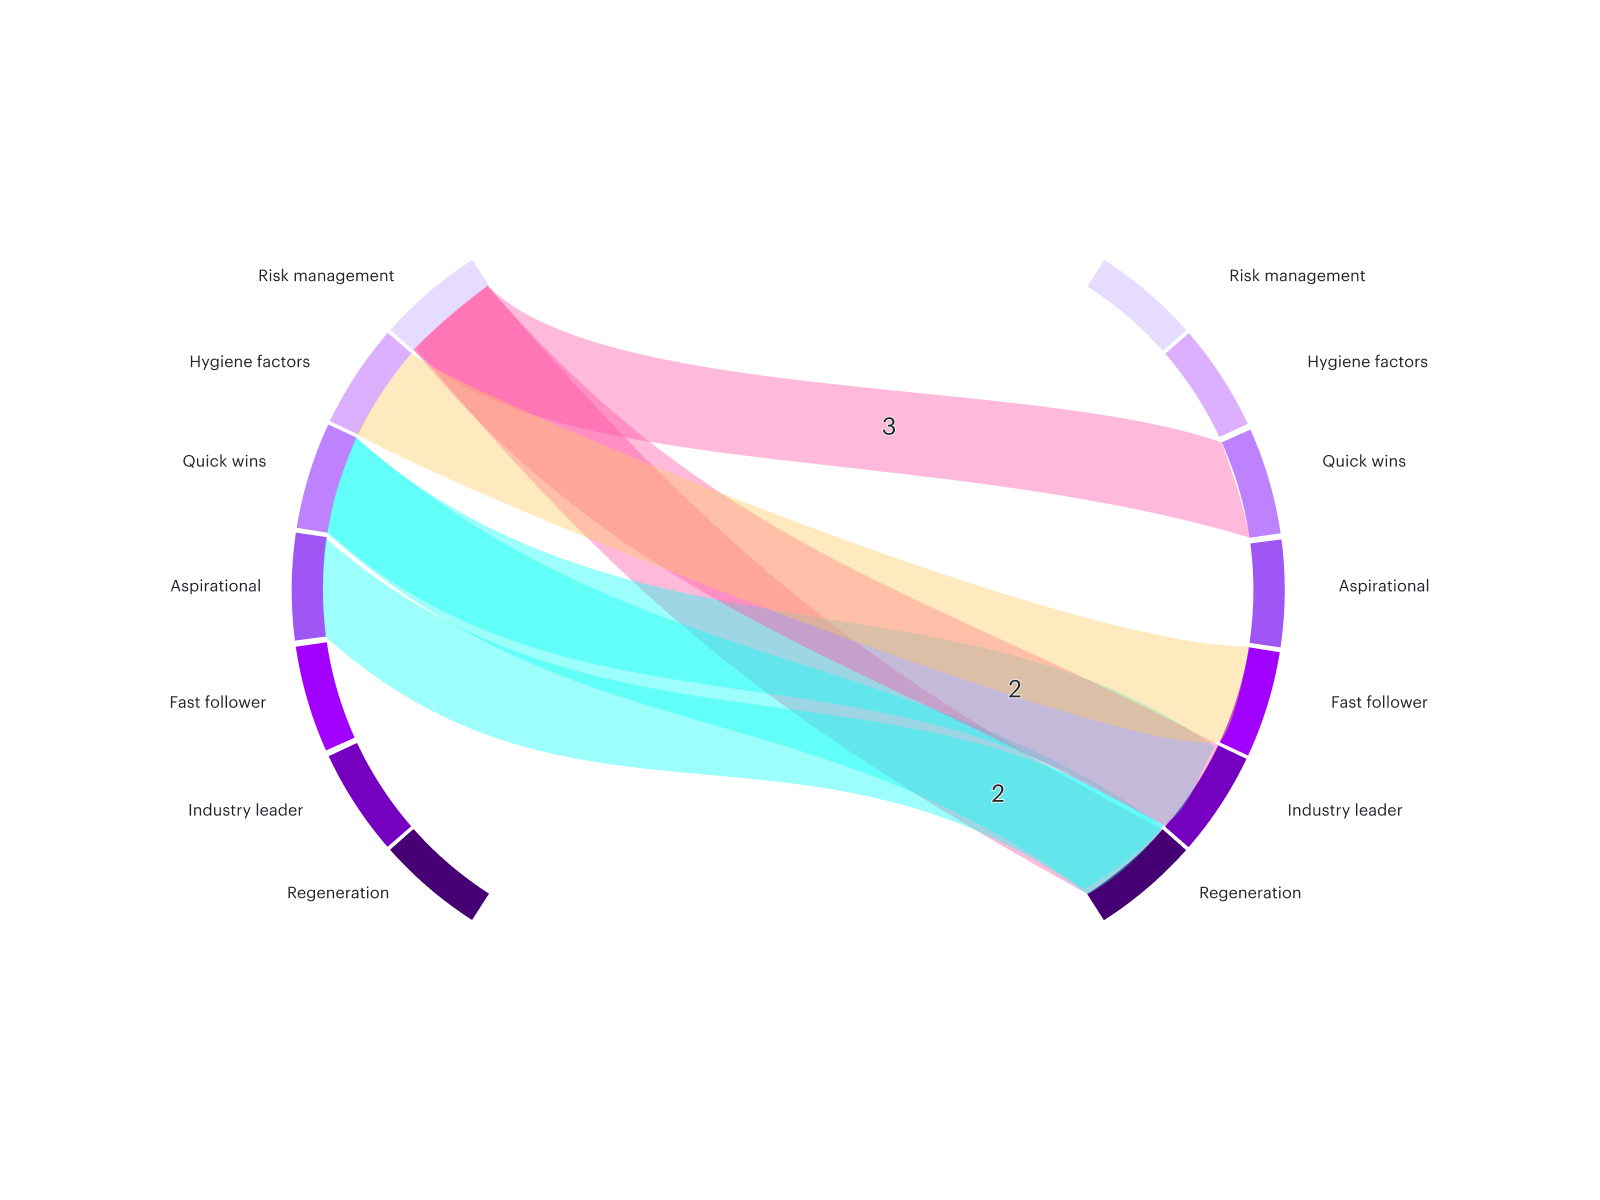 Risk management
Risk management
Hygiene factors
Hygiene factors
3
Quick wins
Quick wins
Aspirational
Aspirational
2
Fast follower
Fast follower
2
Industry leader
Industry leader
Regeneration
Regeneration